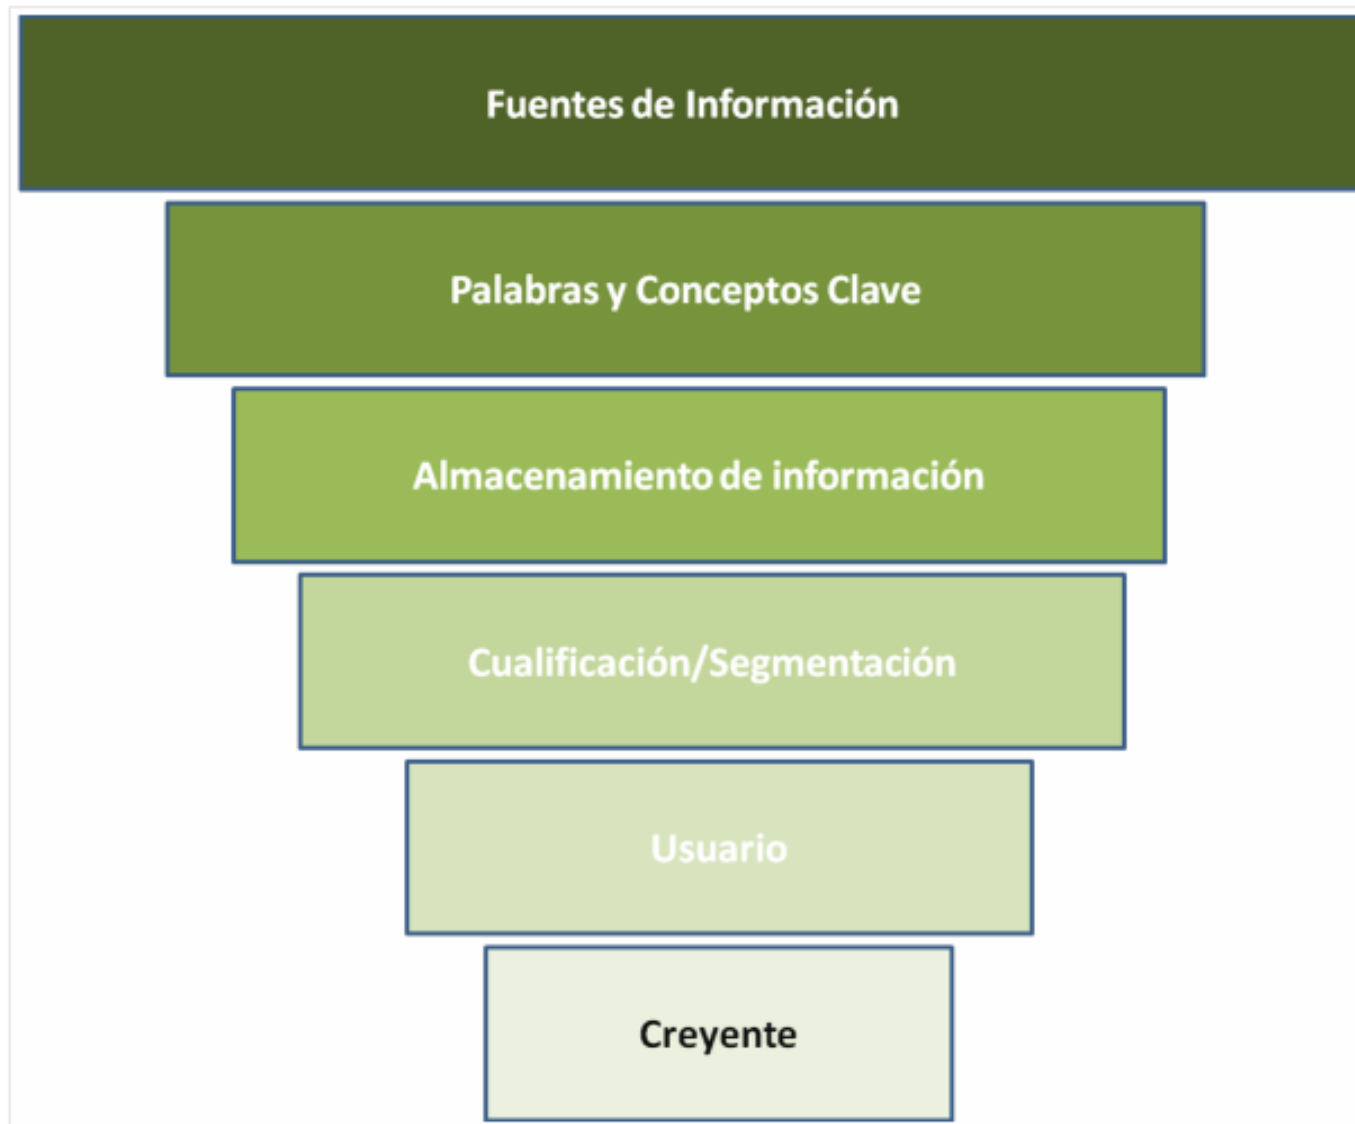 Fuentes de Información
Palabras y Conceptos Clave
Almacenamiento de información
Cualificación/Segmentación
Usuario
Creyente